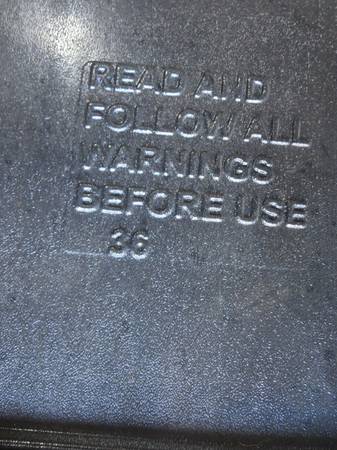 READ AND
FOLLOW ALL
WARNINGS
BEFORE USE
36